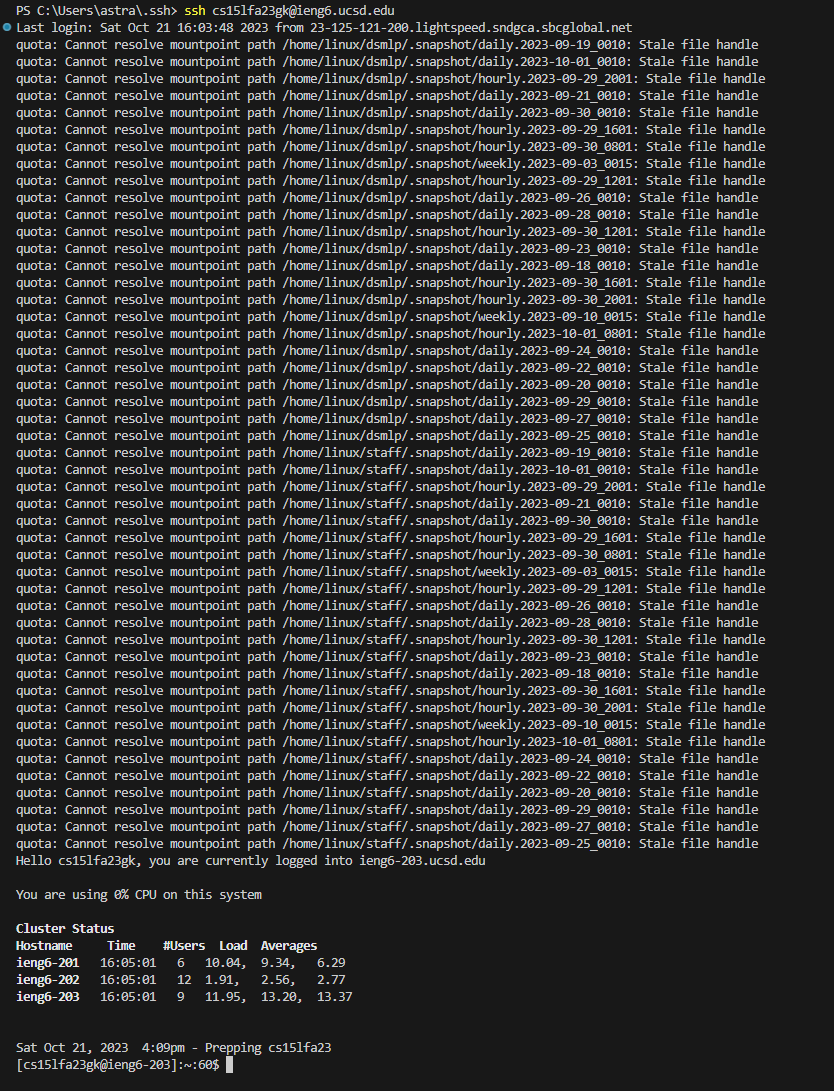 PS C:\Users\astra\.ssh> ssh cs15lfa23gk@ieng6.ucsd.edu
Last login: Sat Oct 21 16:03:48 2023 from 23-125-121-200.lightspeed.sndgca.sbcglobal.net
quota: Cannot resolve mountpoint path /home/linux/dsmlp/.snapshot/daily.2023-09-19_0010: Stale file handle
quota: Cannot resolve mountpoint path /home/linux/dsmlp/.snapshot/daily.2023-10-01_0010: Stale file handle
quota: Cannot resolve mountpoint path /home/linux/dsmlp/.snapshot/hourly.2023-09-29_2001: Stale file handle
quota: Cannot resolve mountpoint path /home/linux/dsmlp/.snapshot/daily.2023-09-21_0010: Stale file handle
quota: Cannot resolve mountpoint path /home/linux/dsmlp/.snapshot/daily.2023-09-30_0010: Stale file handle
quota: Cannot resolve mountpoint path /home/linux/dsmlp/.snapshot/hourly.2023-09-29_1601: Stale file handle
quota: Cannot resolve mountpoint path /home/linux/dsmlp/.snapshot/hourly.2023-09-30_0801: Stale file handle
quota: Cannot resolve mountpoint path /home/linux/dsmlp/.snapshot/weekly.2023-09-03_0015: Stale file handle
quota: Cannot resolve mountpoint path /home/linux/dsmlp/.snapshot/hourly.2023-09-29_1201: Stale file handle
quota: Cannot resolve mountpoint path /home/linux/dsmlp/.snapshot/daily.2023-09-26_0010: Stale file handle
quota: Cannot resolve mountpoint path /home/linux/dsmlp/.snapshot/daily.2023-09-28_0010: Stale file handle
quota: Cannot resolve mountpoint path /home/linux/dsmlp/.snapshot/hourly.2023-09-30_1201: Stale file handle
quota: Cannot resolve mountpoint path /home/linux/dsmlp/.snapshot/daily.2023-09-23_0010: Stale file handle
quota: Cannot resolve mountpoint path /home/linux/dsmlp/.snapshot/daily.2023-09-18_0010: Stale file handle
quota: Cannot resolve mountpoint path /home/linux/dsmlp/.snapshot/hourly.2023-09-30_1601: Stale file handle
quota: Cannot resolve mountpoint path /home/linux/dsmlp/.snapshot/hourly.2023-09-30_2001: Stale file handle
quota: Cannot resolve mountpoint path /home/linux/dsmlp/.snapshot/weekly.2023-09-10_0015: Stale file handle
quota: Cannot resolve mountpoint path /home/linux/dsmlp/.snapshot/hourly.2023-10-01_0801: Stale file handle
quota: Cannot resolve mountpoint path /home/linux/dsmlp/.snapshot/daily.2023-09-24_0010: Stale file handle
quota: Cannot resolve mountpoint path /home/linux/dsmlp/.snapshot/daily.2023-09-22_0010: Stale file handle
quota: Cannot resolve mountpoint path /home/linux/dsmlp/.snapshot/daily.2023-09-20_0010: Stale file handle
quota: Cannot resolve mountpoint path /home/linux/dsmlp/.snapshot/daily.2023-09-29_0010: Stale file handle
quota: Cannot resolve mountpoint path /home/linux/dsmlp/.snapshot/daily.2023-09-27_0010: Stale file handle
quota: Cannot resolve mountpoint path /home/linux/dsmlp/.snapshot/daily.2023-09-25_0010: Stale file handle
quota: Cannot resolve mountpoint path /home/linux/staff/.snapshot/daily.2023-09-19_0010: Stale file handle
quota: Cannot resolve mountpoint path /home/linux/staff/.snapshot/daily.2023-10-01_0010: Stale file handle
quota: Cannot resolve mountpoint path /home/linux/staff/.snapshot/hourly.2023-09-29_2001: Stale file handle
quota: Cannot resolve mountpoint path /home/linux/staff/.snapshot/daily.2023-09-21_0010: Stale file handle
quota: Cannot resolve mountpoint path /home/linux/staff/.snapshot/daily.2023-09-30_0010: Stale file handle
quota: Cannot resolve mountpoint path /home/linux/staff/.snapshot/hourly.2023-09-29_1601: Stale file handle
quota: Cannot resolve mountpoint path /home/linux/staff/.snapshot/hourly.2023-09-30_0801: Stale file handle
quota: Cannot resolve mountpoint path /home/linux/staff/.snapshot/weekly.2023-09-03_0015: Stale file handle
quota: Cannot resolve mountpoint path /home/linux/staff/.snapshot/hourly.2023-09-29_1201: Stale file handle
quota: Cannot resolve mountpoint path /home/linux/staff/.snapshot/daily.2023-09-26_0010: Stale file handle
quota: Cannot resolve mountpoint path /home/linux/staff/.snapshot/daily.2023-09-28_0010: Stale file handle
quota: Cannot resolve mountpoint path /home/linux/staff/.snapshot/hourly.2023-09-30_1201: Stale file handle
quota: Cannot resolve mountpoint path /home/linux/staff/.snapshot/daily.2023-09-23_0010: Stale file handle
quota: Cannot resolve mountpoint path /home/linux/staff/.snapshot/daily.2023-09-18_0010: Stale file handle
quota: Cannot resolve mountpoint path /home/linux/staff/.snapshot/hourly.2023-09-30_1601: Stale file handle
quota: Cannot resolve mountpoint path /home/linux/staff/.snapshot/hourly.2023-09-30_2001: Stale file handle
quota: Cannot resolve mountpoint path /home/linux/staff/.snapshot/weekly.2023-09-10_0015: Stale file handle
quota: Cannot resolve mountpoint path /home/linux/staff/.snapshot/hourly.2023-10-01_0801: Stale file handle
quota: Cannot resolve mountpoint path /home/linux/staff/.snapshot/daily.2023-09-24_0010: Stale file handle
quota: Cannot resolve mountpoint path /home/linux/staff/.snapshot/daily.2023-09-22_0010: Stale file handle
quota: Cannot resolve mountpoint path /home/linux/staff/.snapshot/daily.2023-09-20_0010: Stale file handle
quota: Cannot resolve mountpoint path /home/linux/staff/.snapshot/daily.2023-09-29_0010: Stale file handle
quota: Cannot resolve mountpoint path /home/linux/staff/.snapshot/daily.2023-09-27_0010: Stale file handle
quota: Cannot resolve mountpoint path /home/linux/staff/.snapshot/daily.2023-09-25_0010: Stale file handle
Hello cs15lfa23gk, you are currently logged into ieng6-203.ucsd.edu
You are using 0% CPU on this system
Cluster Status
Hostname     Time    #Users  Load  Averages
ieng6-201   16:05:01   6   10.04,  9.34,   6.29
ieng6-202   16:05:01   12  1.91,   2.56,   2.77
ieng6-203   16:05:01   9   11.95,  13.20,  13.37
Sat Oct 21, 2023  4:09pm - Prepping cs15lfa23
[cs15lfa23gk@ieng6-203]:~:60$